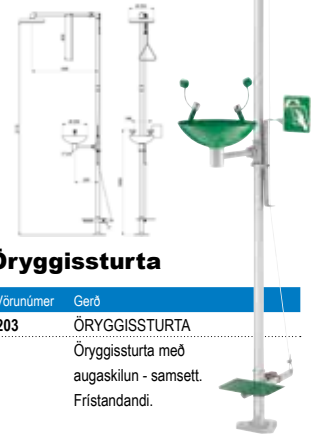 Öryggissturta
Vörunúmer Gerð
203 ÖRYGGISSTURTA
Öryggissturta með
augaskilun - samsett.
Frístandandi.